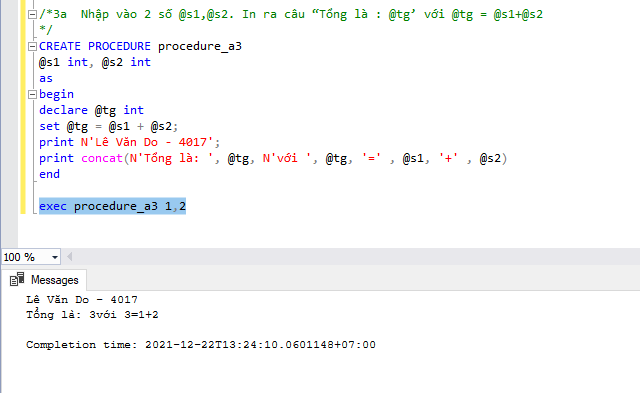 /*3a  Nhập vào 2 số @s1,@s2. In ra câu “Tổng là : @tg’ với @tg = @s1+@s2
*/
CREATE PROCEDURE procedure_a3
@s1 int, @s2 int
as
begin
declare @tg int
set @tg = @s1 + @s2;
print N'Lê Văn Do - 4017';
print concat(N'Tổng là: ', @tg, N'với ', @tg, '=' , @s1, '+' , @s2)
end
exec procedure_a3 1,2
100 %
Messages
Lê Văn Do - 4017
Tổng là: 3với 3=1+2
Completion time: 2021-12-22T13:24:10.0601148+07:00